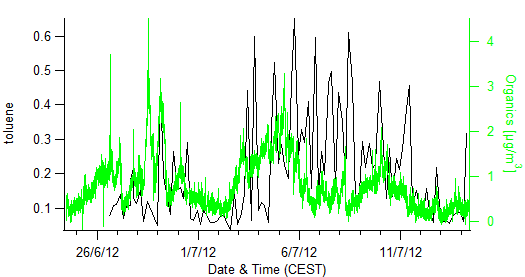 0.6
0.5
0.4
0.3
0.2
0.1
toluene
4
3
2
1
0
Organics [µg/m³]
26/6/12 1/7/12 6/7/12 11/7/12
Date & Time (CEST)